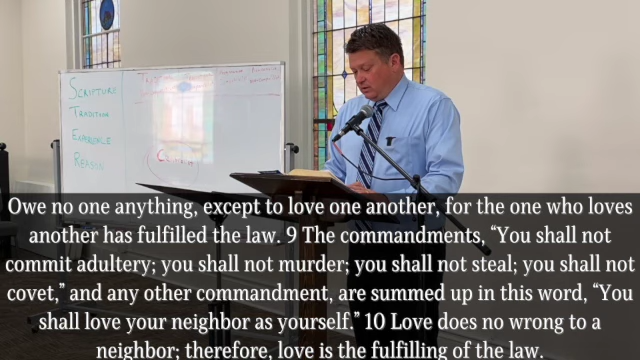 Scripture
Tradition
Experience
Reason
Owe no one anything, except to love one another, for the one who loves
another has fulfilled the law. 9 The commandments, “You shall not
commit adultery; you shall not murder; you shall not steal; you shall not
covet,” and any other commandment, are summed up in this word, “You
shall love your neighbor as yourself.” 10 Love does no wrong to a
neighbor; therefore, love is the fulfilling of the law.